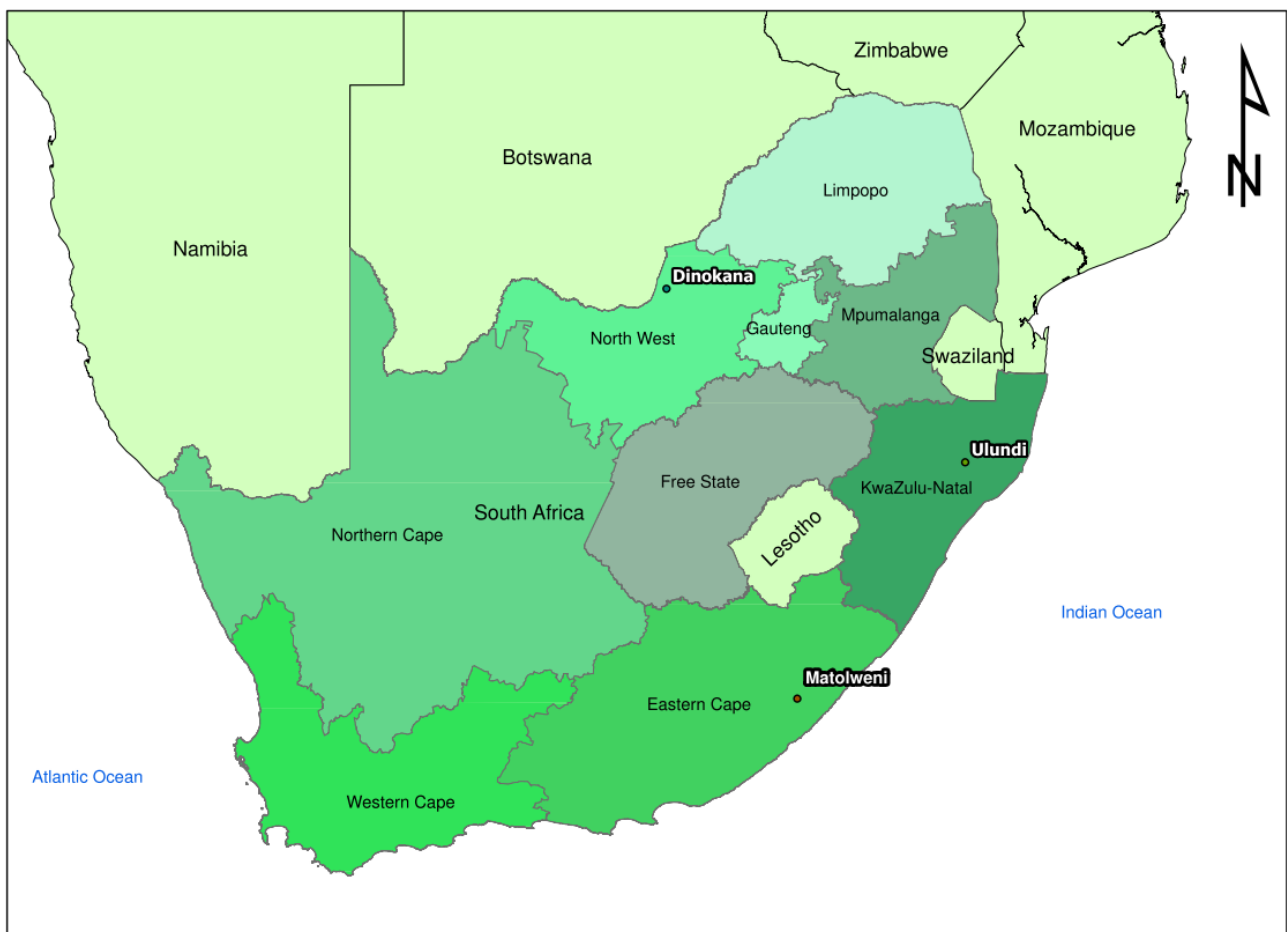 Zimbabwe
Mozambique
Botswana
Limpopo
N
Namibia
Dinokana
Mpumalanga
Gauteng
North West
Swaziland
Ulundi
Free State
KwaZulu-Natal
South Africa
Lesotho
Northern Cape
Indian Ocean
Matolweni
Eastern Cape
Atlantic Ocean
Western Cape